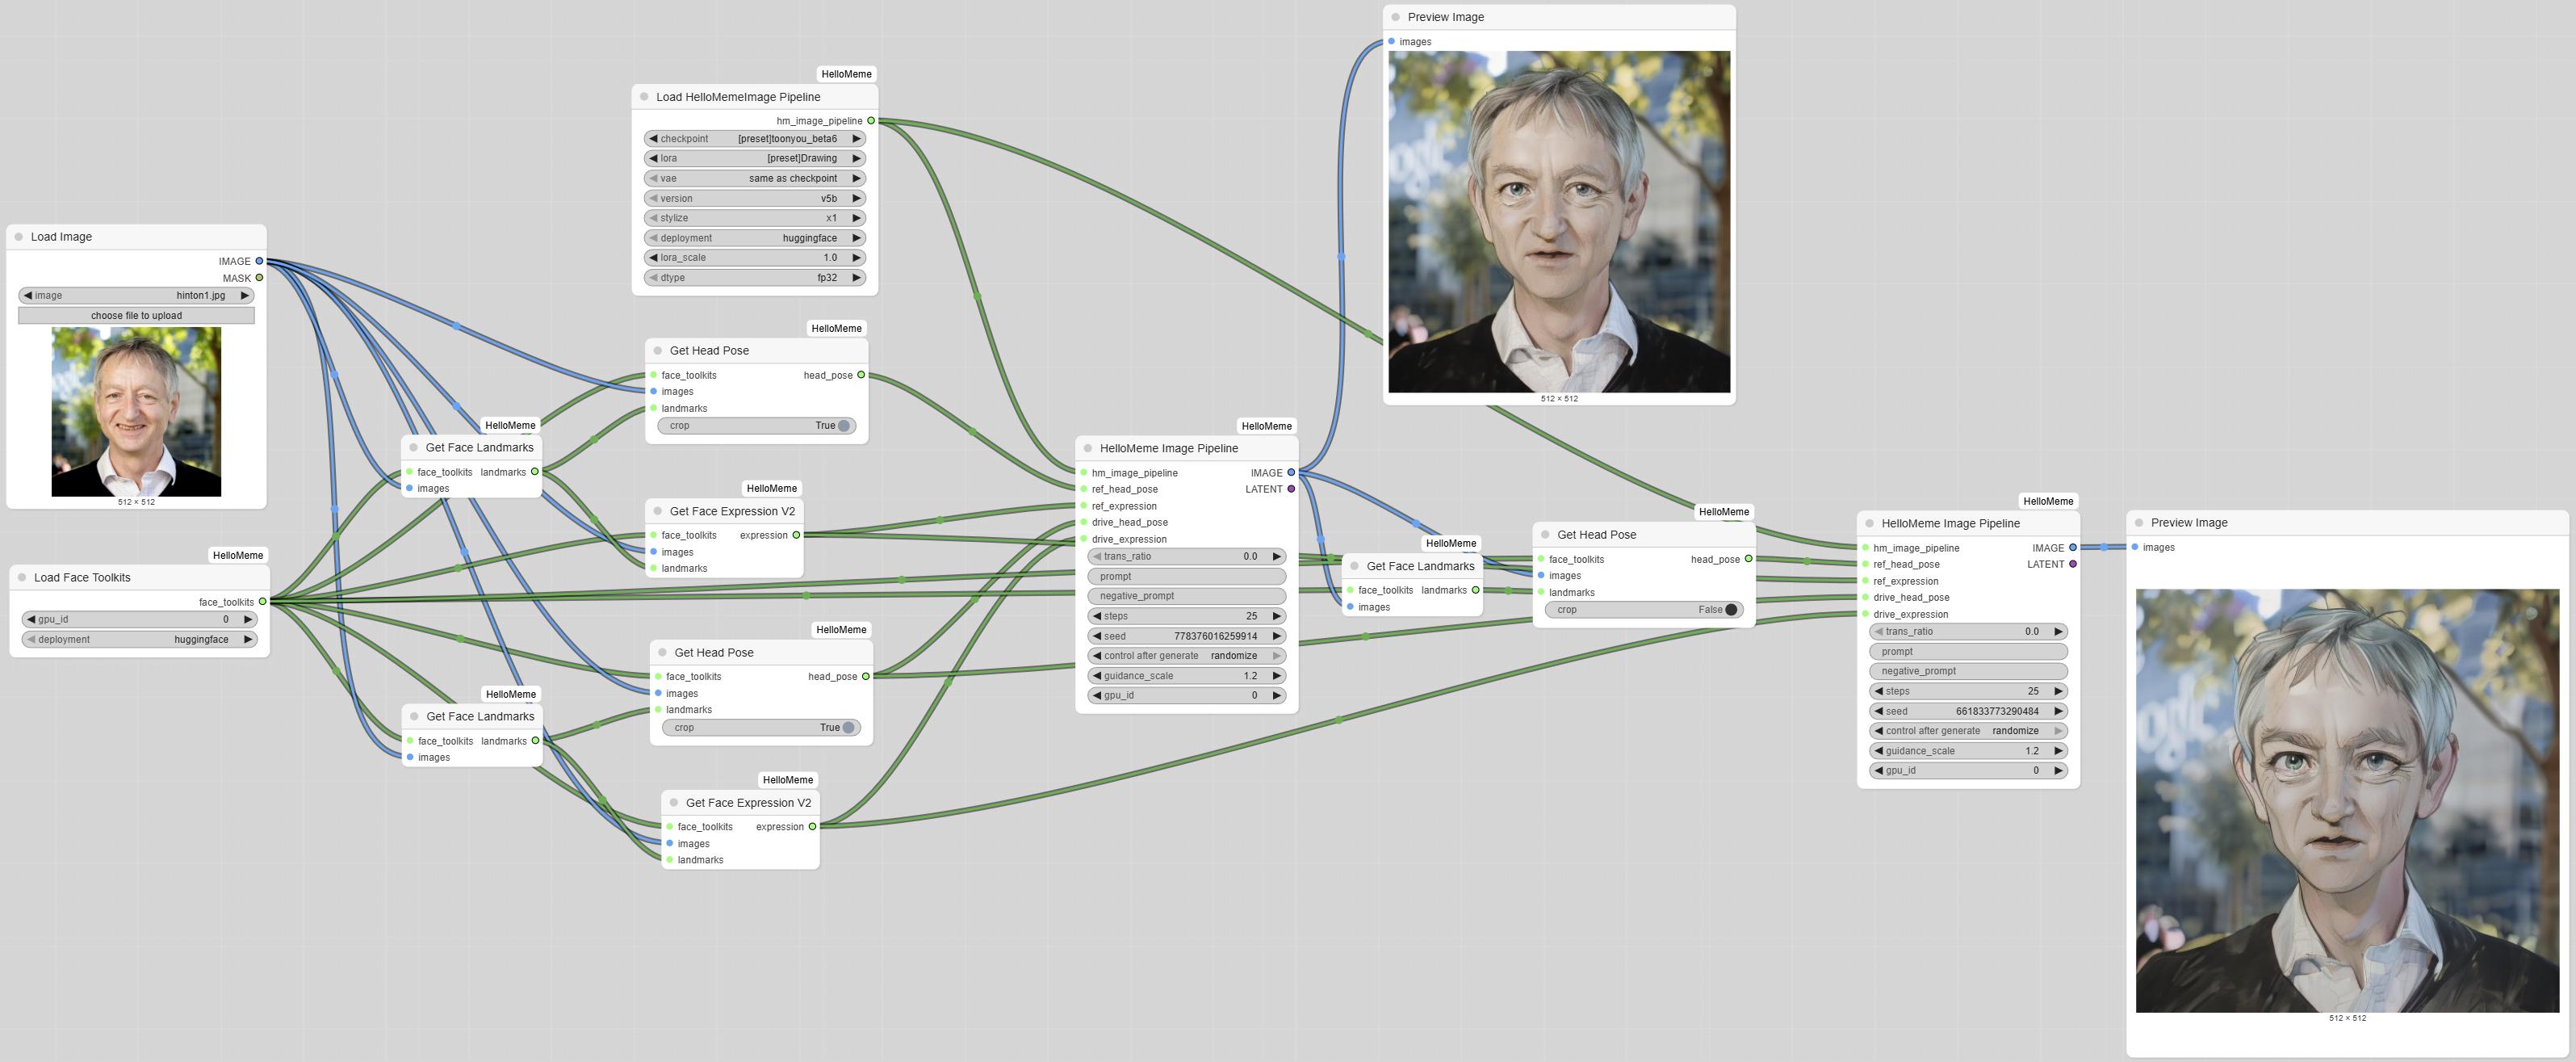 Load Image
IMAGE
MASK
image hinton1.jpg
choose file to upload
512 × 512
HelloMeme
Load Face Toolkits
face_toolkits
gpu_id 0
deployment huggingface
HelloMeme
Get Face Landmarks
face_toolkits landmarks
images
HelloMeme
Get Face Landmarks
face_toolkits landmarks
images
HelloMeme
Load HelloMemeImage Pipeline
hm_image_pipeline
checkpoint [preset]toonyou_beta6
lora [preset]Drawing
vae same as checkpoint
version v5b
stylize x1
deployment huggingface
lora_scale 1.0
dtype fp32
HelloMeme
Get Head Pose
face_toolkits head_pose
images
landmarks
crop True
HelloMeme
Get Face Expression V2
face_toolkits expression
images
landmarks
HelloMeme
Get Head Pose
face_toolkits head_pose
images
landmarks
crop True
HelloMeme
Get Face Expression V2
face_toolkits expression
images
landmarks
HelloMeme
HelloMeme Image Pipeline
hm_image_pipeline IMAGE
ref_head_pose LATENT
ref_expression
drive_head_pose
drive_expression
trans_ratio 0.0
prompt
negative_prompt
steps 25
seed 778376016259914
control after generate randomize
guidance_scale 1.2
gpu_id 0
Preview Image
images
512 × 512
HelloMeme
Get Face Landmarks
face_toolkits landmarks
images
HelloMeme
Get Head Pose
face_toolkits head_pose
images
landmarks
crop False
HelloMeme
HelloMeme Image Pipeline
hm_image_pipeline IMAGE
ref_head_pose LATENT
ref_expression
drive_head_pose
drive_expression
trans_ratio 0.0
prompt
negative_prompt
steps 25
seed 661833773290484
control after generate randomize
guidance_scale 1.2
gpu_id 0
Preview Image
images
512 × 512